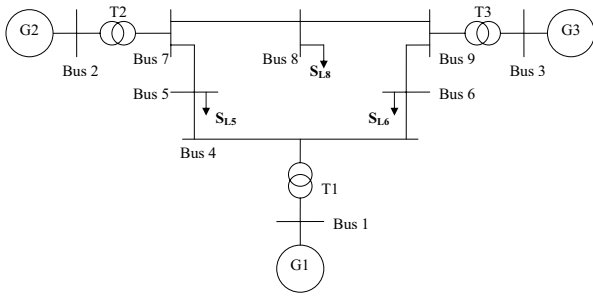 G2
T2
T3
G3
Bus 2
Bus 7
Bus 8
Bus 9
Bus 3
SL8
Bus 5
SL5
SL6
Bus 6
Bus 4
T1
Bus 1
G1